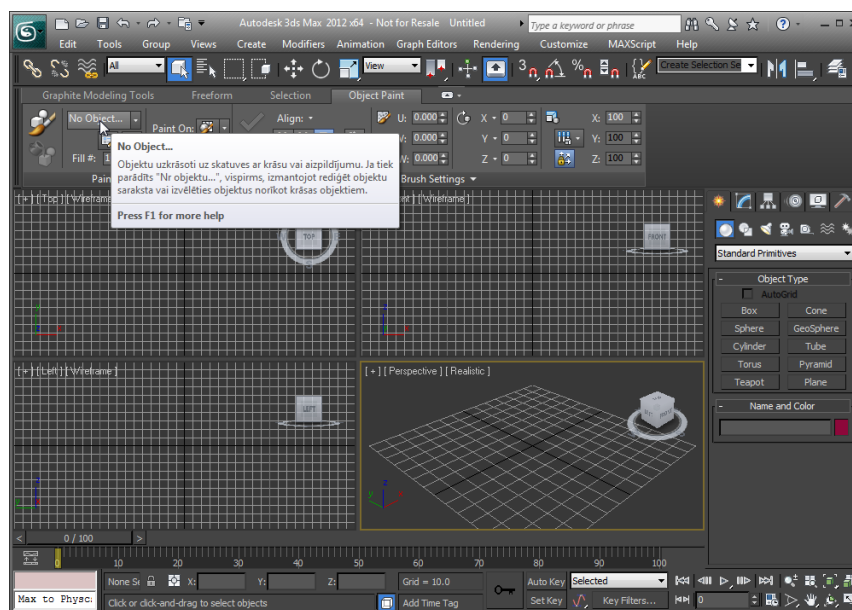 Autodesk 3ds Max 2012 x64 - Not for Resale Untitled
Type a keyword or phrase
Edit Tools Group Views Create Modifiers Animation Graph Editors Rendering Customize MAXScript Help
All
View
3
Create Selection Se
Graphite Modeling Tools Freeform Selection Object Paint
No Object...
Paint On:
Align:
U: 0.000 X 0 X: 100
0.000 Y 0 Y: 100
0.000 Z 0 Z: 100
Fill #: 1
Brush Settings
No Object...
Objektu uzkrāsoti uz skatuves ar krāsu vai aizpildījumu. Ja tiek
parādīts "Nr objektu...", vispirms, izmantojot rediģēt objektu
saraksta vai izvēlēties objektus norīkot krāsas objektiem.
Press F1 for more help
[ + ] [ Top ] [ Wireframe ]
TOP
[ Wireframe ]
FRONT
[ + ] [ Left ] [ Wireframe ]
LEFT
[ + ] [ Perspective ] [ Realistic ]
Standard Primitives
- Object Type
AutoGrid
Box Cone
Sphere GeoSphere
Cylinder Tube
Torus Pyramid
Teapot Plane
- Name and Color
y
z
x
< 0 / 100 >
0 10 20 30 40 50 60 70 80 90 100
None Se X: Y: Z: Grid = 10.0 Auto Key Selected
Max to Physc: Click or click-and-drag to select objects Add Time Tag Set Key Key Filters... 0